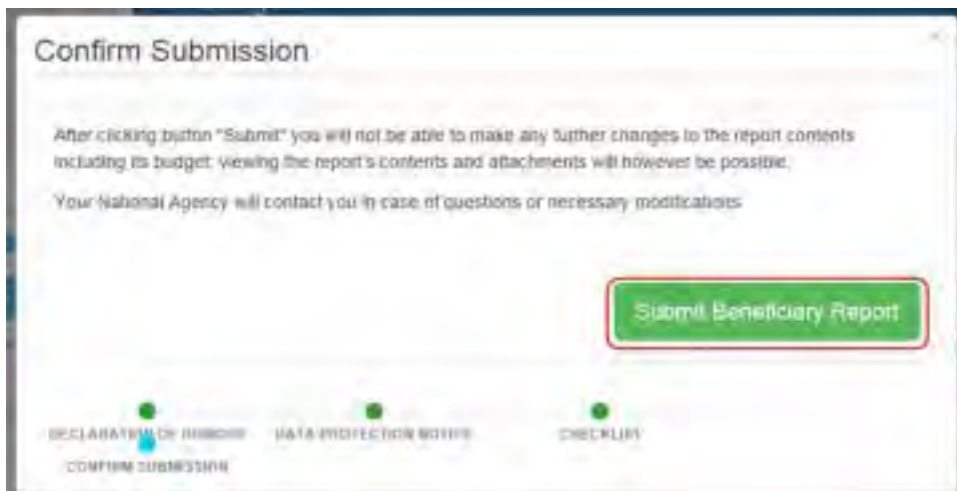 Confirm Submission
After clicking button "Submit" you will not be able to make any further changes to the report contents
including its budget; viewing the report's contents and attachments will however be possible.
Your National Agency will contact you in case of questions or necessary modifications
Submit Beneficiary Report
DECLARATION OF HONOUR DATA PROTECTION NOTICE CHECKLIST
CONFIRM SUBMISSION